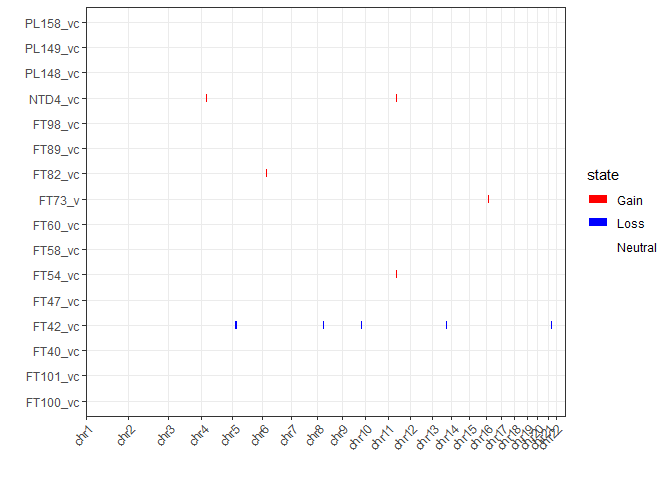 PL158_vc
PL149_vc
PL148_vc
NTD4_vc
FT98_vc
FT89_vc
FT82_vc
FT73_v
FT60_vc
FT58_vc
FT54_vc
FT47_vc
FT42_vc
FT40_vc
FT101_vc
FT100_vc
chr1
chr2
chr3
chr4
chr5
chr6
chr7
chr8
chr9
chr10
chr11
chr12
chr13
chr14
chr15
chr16
chr17
chr18
chr19
chr20
chr21
chr22
state
Gain
Loss
Neutral